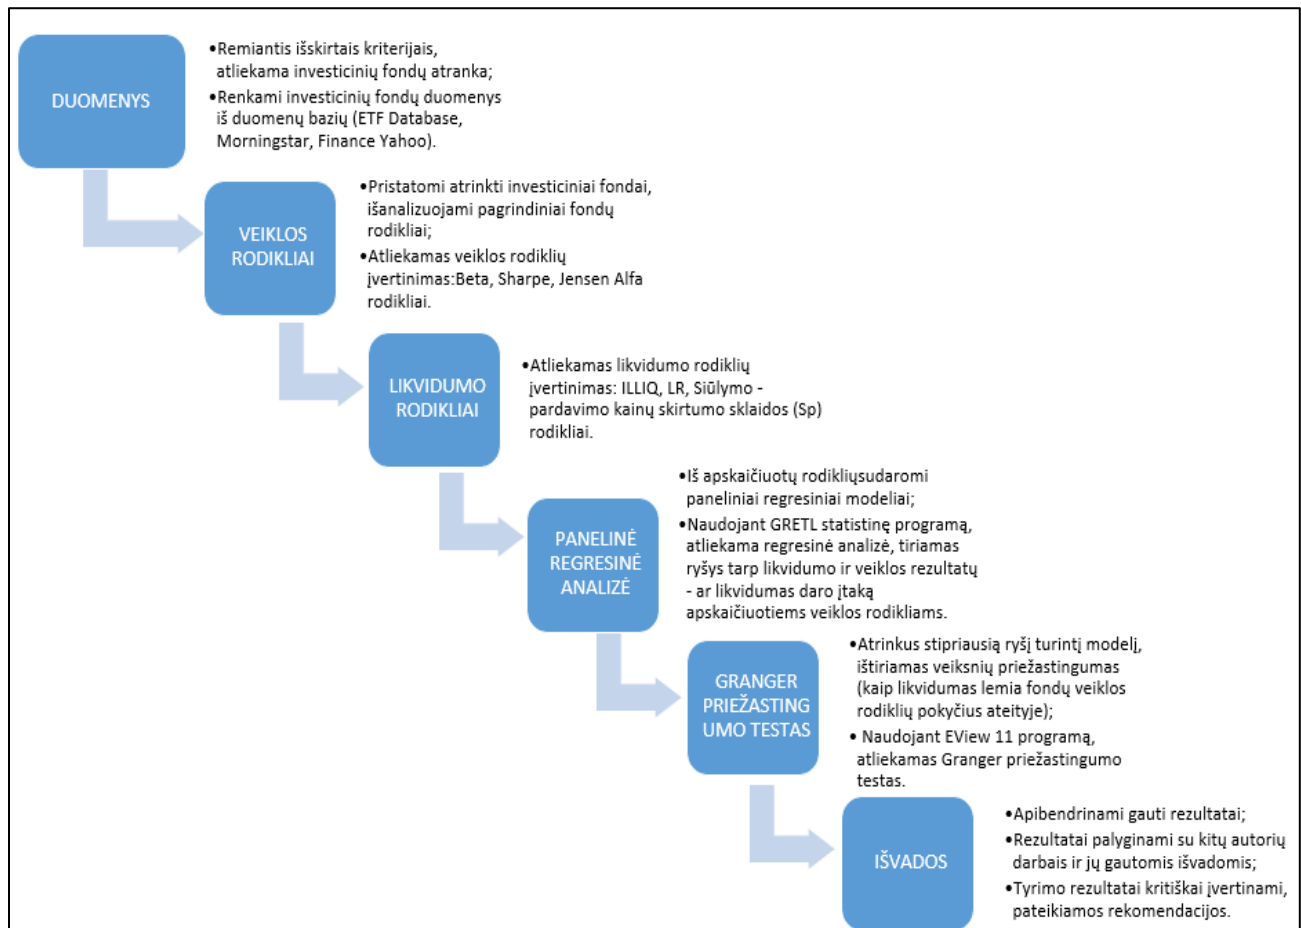 DUOMENYS
•Remiantis išskirtais kriterijais,
atliekama investicinių fondų atranka;
•Renkami investicinių fondų duomenys
iš duomenų bazių (ETF Database,
Morningstar, Finance Yahoo).
VEIKLOS
RODIKLIAI
•Pristatomi atrinkti investiciniai fondai,
išanalizuojami pagrindiniai fondų
rodikliai;
•Atliekamas veiklos rodiklių
įvertinimas:Beta, Sharpe, Jensen Alfa
rodikliai.
LIKVIDUMO
RODIKLIAI
•Atliekamas likvidumo rodiklių
įvertinimas: ILLIQ, LR, Siūlymo -
pardavimo kainų skirtumo sklaidos (Sp)
rodikliai.
PANELINĖ
REGRESINĖ
ANALIZĖ
•Iš apskaičiuotų rodikliųsudaromi
paneliniai regresiniai modeliai;
•Naudojant GRETL statistinę programą,
atliekama regresinė analizė, tiriamas
ryšys tarp likvidumo ir veiklos rezultatų
- ar likvidumas daro įtaką
apskaičiuotiems veiklos rodikliams.
GRANGER
PRIEŽASTING
UMO TESTAS
•Atrinkus stipriausią ryšį turintį modelį,
ištiriamas veiksnių priežastingumas
(kaip likvidumas lemia fondų veiklos
rodiklių pokyčius ateityje);
• Naudojant EView 11 programą,
atliekamas Granger priežastingumo
testas.
IŠVADOS
•Apibendrinami gauti rezultatai;
•Rezultatai palyginami su kitų autorių
darbais ir jų gautomis išvadomis;
•Tyrimo rezultatai kritiškai įvertinami,
pateikiamos rekomendacijos.